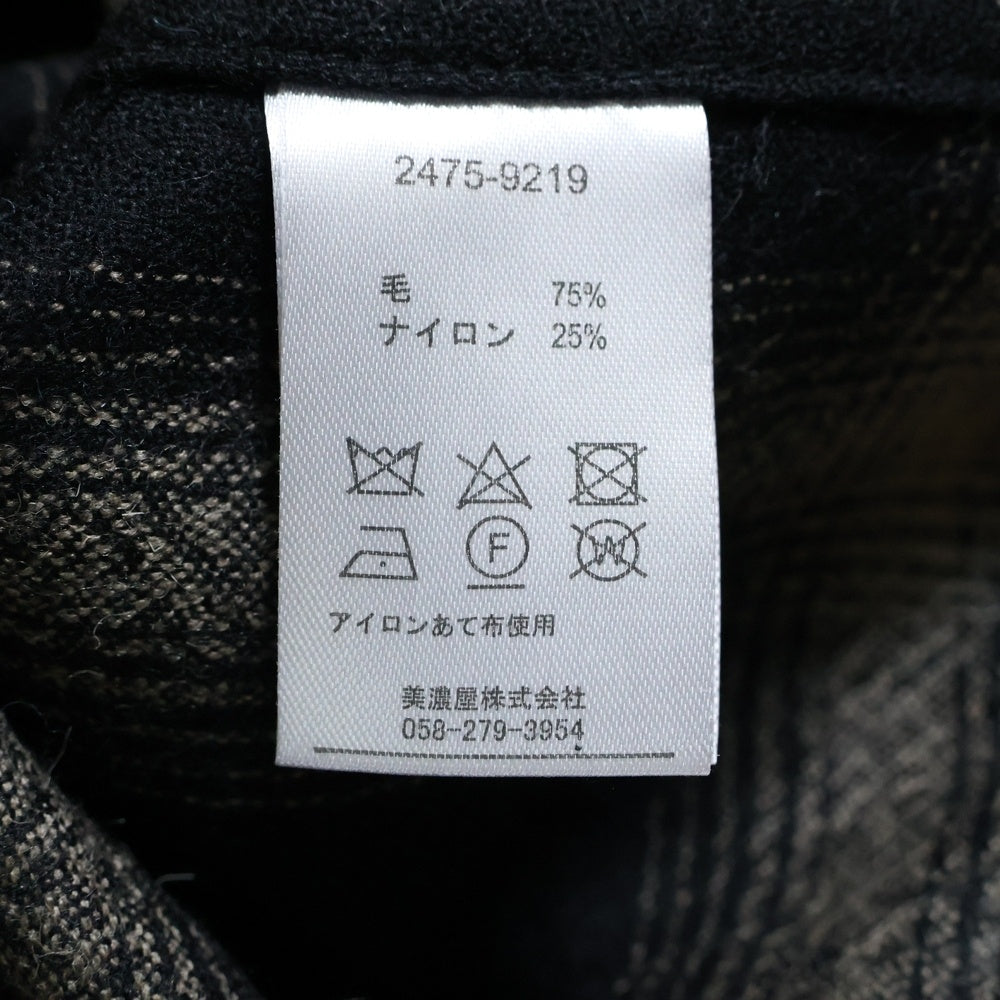 2475-9219
毛 75%
ナイロン 25%
F W
アイロンあて布使用
美濃屋株式会社
058-279-3954